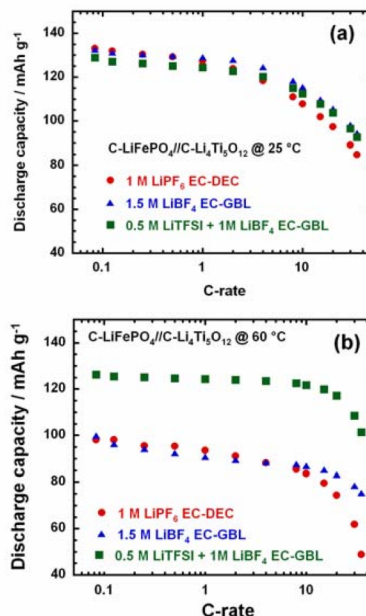 (a)
Discharge capacity / mAh g⁻¹
140
120
100
80
60
40
C-LiFePO₄//C-Li₄Ti₅O₁₂ @ 25 °C
1 M LiPF₆ EC-DEC
1.5 M LiBF₄ EC-GBL
0.5 M LiTFSI + 1M LiBF₄ EC-GBL
0.1 1 10
C-rate
C-LiFePO₄//C-Li₄Ti₅O₁₂ @ 60 °C
(b)
Discharge capacity / mAh g⁻¹
140
120
100
80
60
40
1 M LiPF₆ EC-DEC
1.5 M LiBF₄ EC-GBL
0.5 M LiTFSI + 1M LiBF₄ EC-GBL
0.1 1 10
C-rate